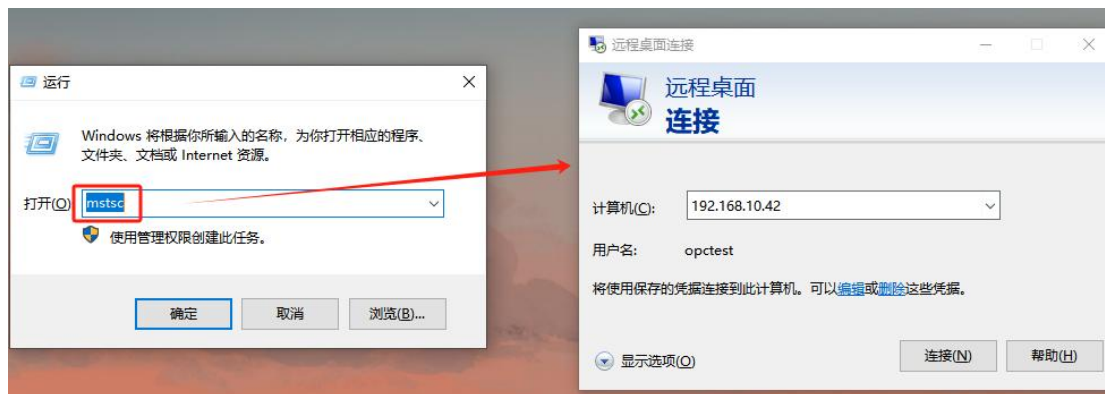 运行
Windows 将根据你所输入的名称，为你打开相应的程序、
文件夹、文档或 Internet 资源。
打开(O)
mstsc
使用管理权限创建此任务。
确定
取消
浏览(B)...
远程桌面连接
远程桌面
连接
计算机(C):
192.168.10.42
用户名:
opctest
将使用保存的凭据连接到此计算机。可以编辑或删除这些凭据。
显示选项(O)
连接(N)
帮助(H)